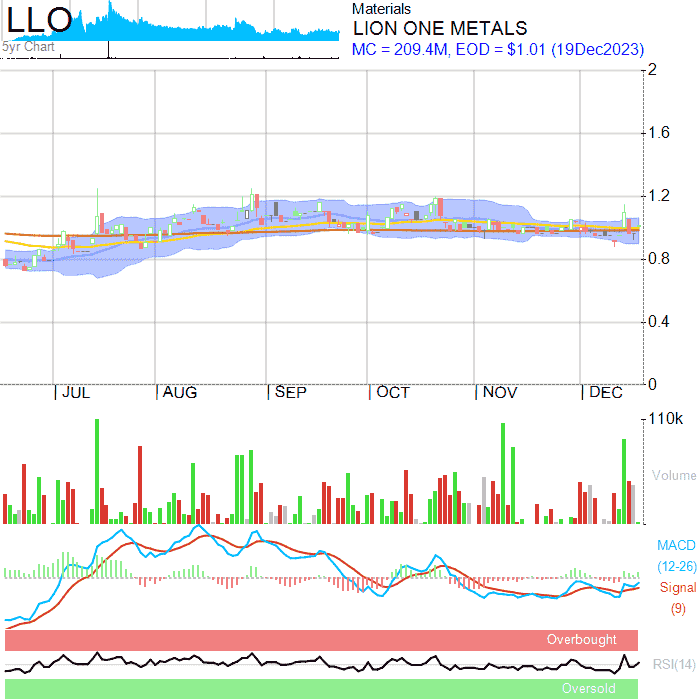 LLO
5yr Chart
Materials
LION ONE METALS
MC = 209.4M, EOD = $1.01 (19Dec2023)
2
1.6
1.2
0.8
0.4
0
JUL AUG SEP OCT NOV DEC
110k
Volume
MACD
(12-26)
Signal
(9)
Overbought
RSI(14)
Oversold